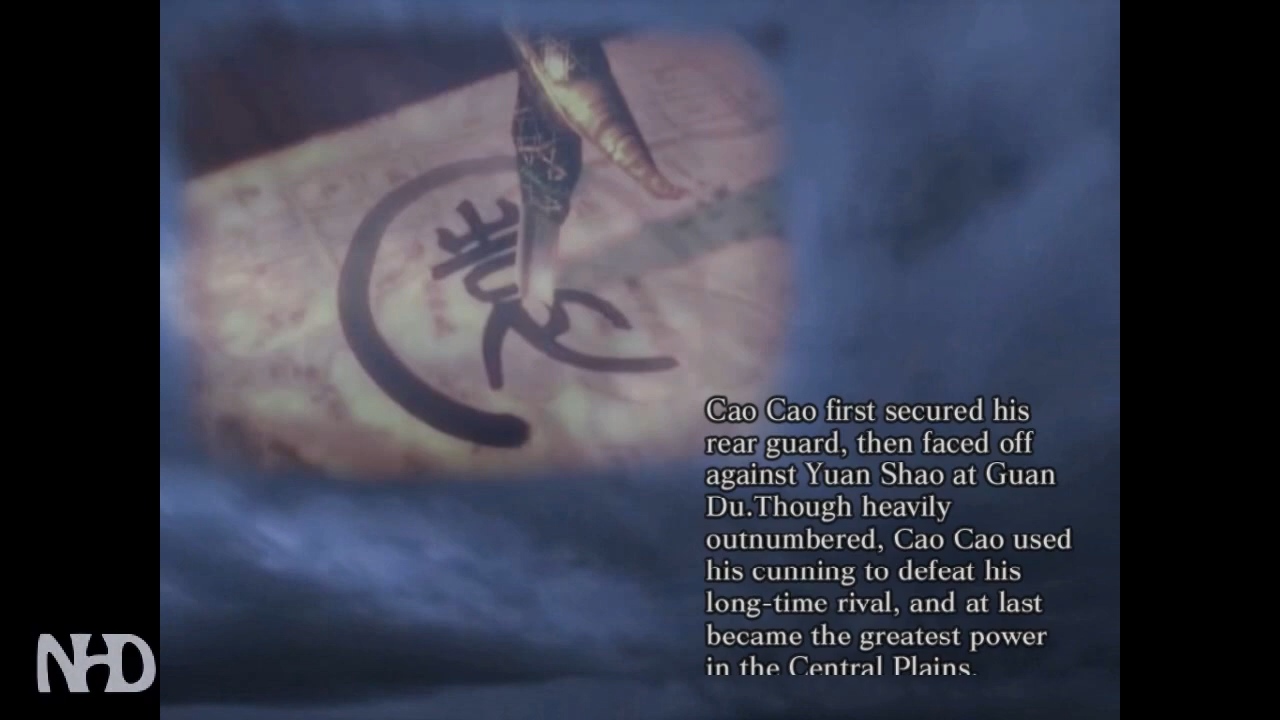 Cao Cao first secured his
rear guard, then faced off
against Yuan Shao at Guan
Du.Though heavily
outnumbered, Cao Cao used
his cunning to defeat his
long-time rival, and at last
became the greatest power
in the Central Plains.
NHD